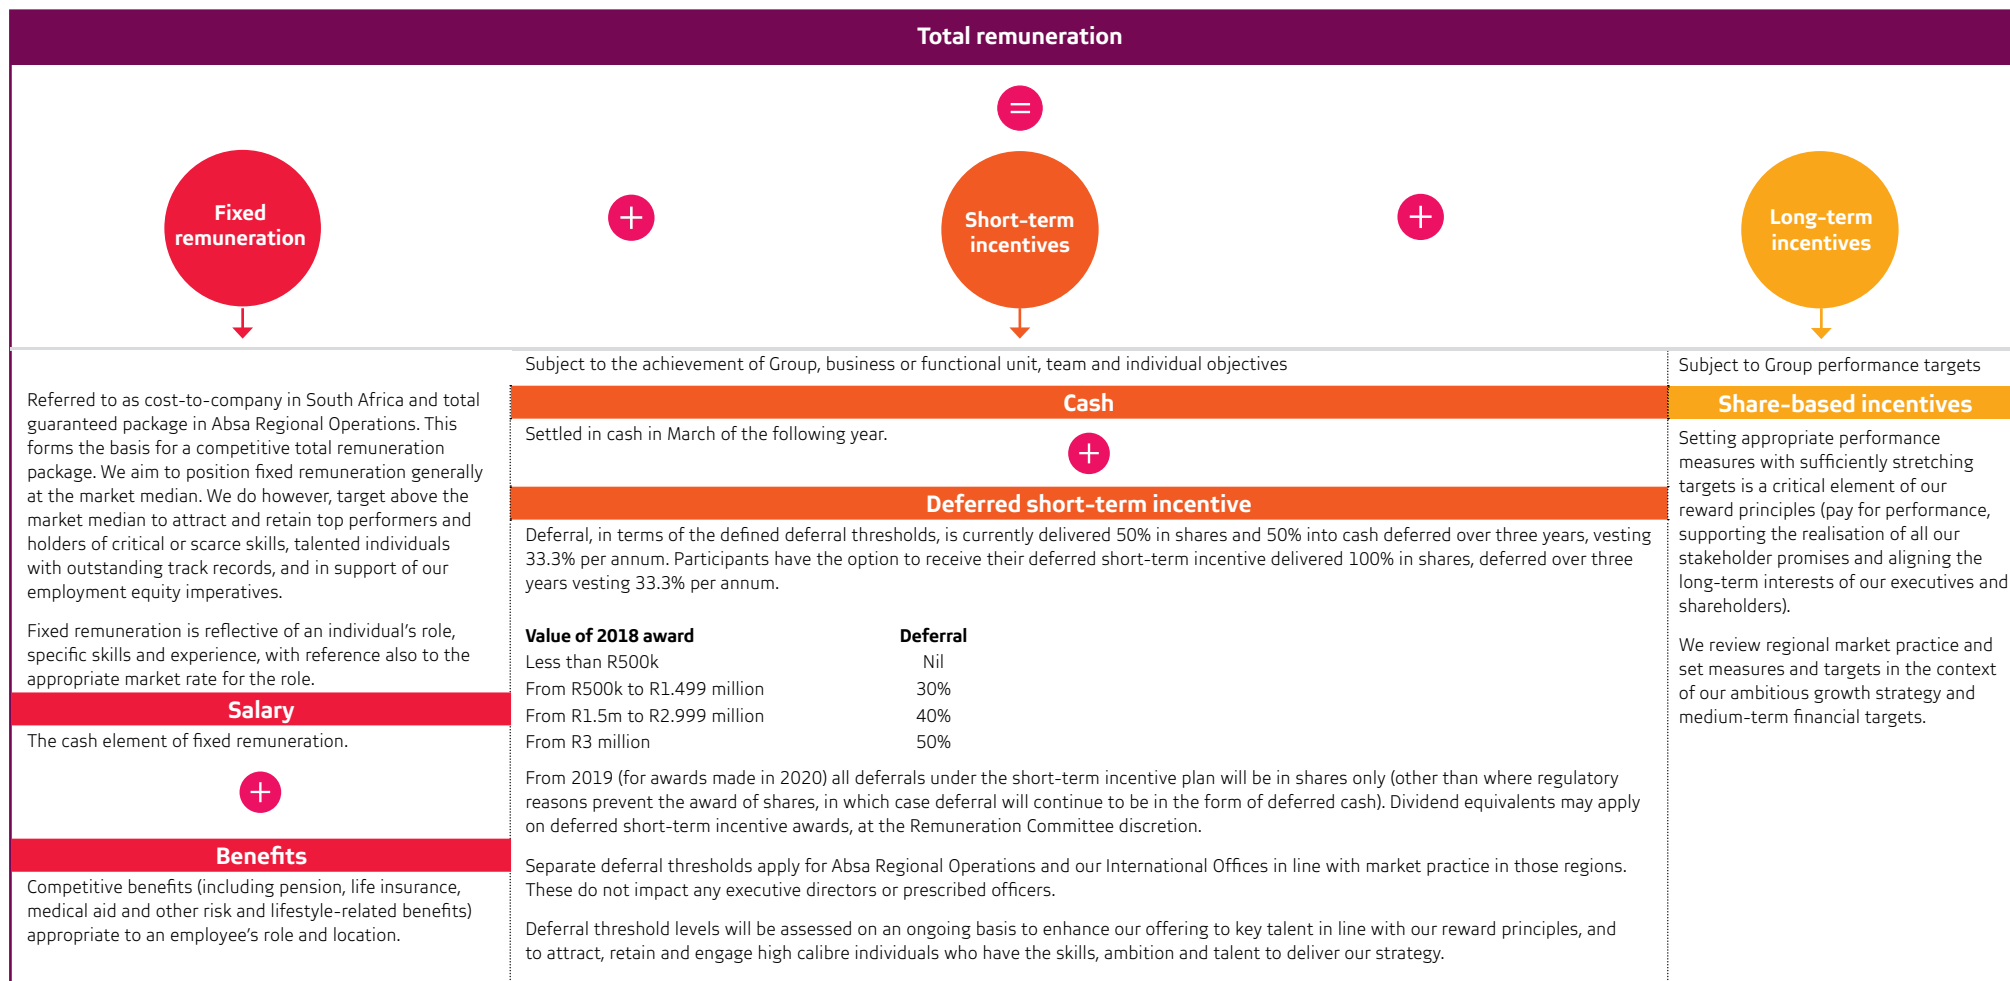 Total remuneration
=
Fixed
remuneration
+
Short-term
incentives
+
Long-term
incentives
Referred to as cost-to-company in South Africa and total
guaranteed package in Absa Regional Operations. This
forms the basis for a competitive total remuneration
package. We aim to position fixed remuneration generally
at the market median. We do however, target above the
market median to attract and retain top performers and
holders of critical or scarce skills, talented individuals
with outstanding track records, and in support of our
employment equity imperatives.
Fixed remuneration is reflective of an individual's role,
specific skills and experience, with reference also to the
appropriate market rate for the role.
Salary
The cash element of fixed remuneration.
+
Benefits
Competitive benefits (including pension, life insurance,
medical aid and other risk and lifestyle-related benefits)
appropriate to an employee's role and location.
Subject to the achievement of Group, business or functional unit, team and individual objectives
Cash
Settled in cash in March of the following year.
+
Deferred short-term incentive
Deferral, in terms of the defined deferral thresholds, is currently delivered 50% in shares and 50% into cash deferred over three years, vesting
33.3% per annum. Participants have the option to receive their deferred short-term incentive delivered 100% in shares, deferred over three
years vesting 33.3% per annum.
Value of 2018 award Deferral
Less than R500k Nil
From R500k to R1.499 million 30%
From R1.5m to R2.999 million 40%
From R3 million 50%
From 2019 (for awards made in 2020) all deferrals under the short-term incentive plan will be in shares only (other than where regulatory
reasons prevent the award of shares, in which case deferral will continue to be in the form of deferred cash). Dividend equivalents may apply
on deferred short-term incentive awards, at the Remuneration Committee discretion.
Separate deferral thresholds apply for Absa Regional Operations and our International Offices in line with market practice in those regions.
These do not impact any executive directors or prescribed officers.
Deferral threshold levels will be assessed on an ongoing basis to enhance our offering to key talent in line with our reward principles, and
to attract, retain and engage high calibre individuals who have the skills, ambition and talent to deliver our strategy.
Subject to Group performance targets
Share-based incentives
Setting appropriate performance
measures with sufficiently stretching
targets is a critical element of our
reward principles (pay for performance,
supporting the realisation of all our
stakeholder promises and aligning the
long-term interests of our executives and
shareholders).
We review regional market practice and
set measures and targets in the context
of our ambitious growth strategy and
medium-term financial targets.